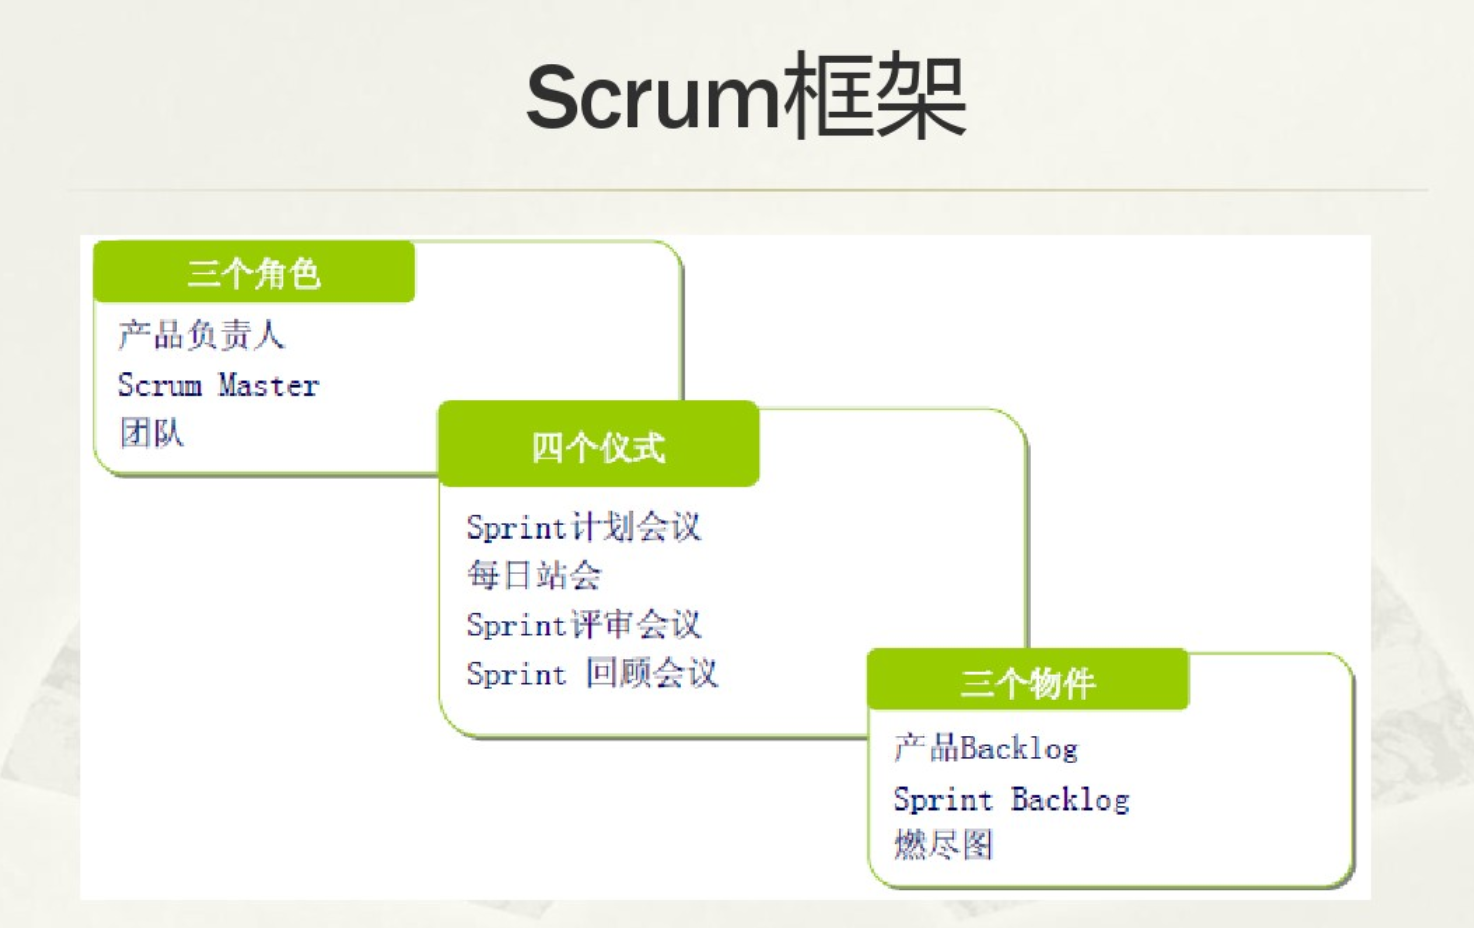 Scrum框架
三个角色
产品负责人
Scrum Master
团队
四个仪式
Sprint计划会议
每日站会
Sprint评审会议
Sprint 回顾会议
三个物件
产品Backlog
Sprint Backlog
燃尽图